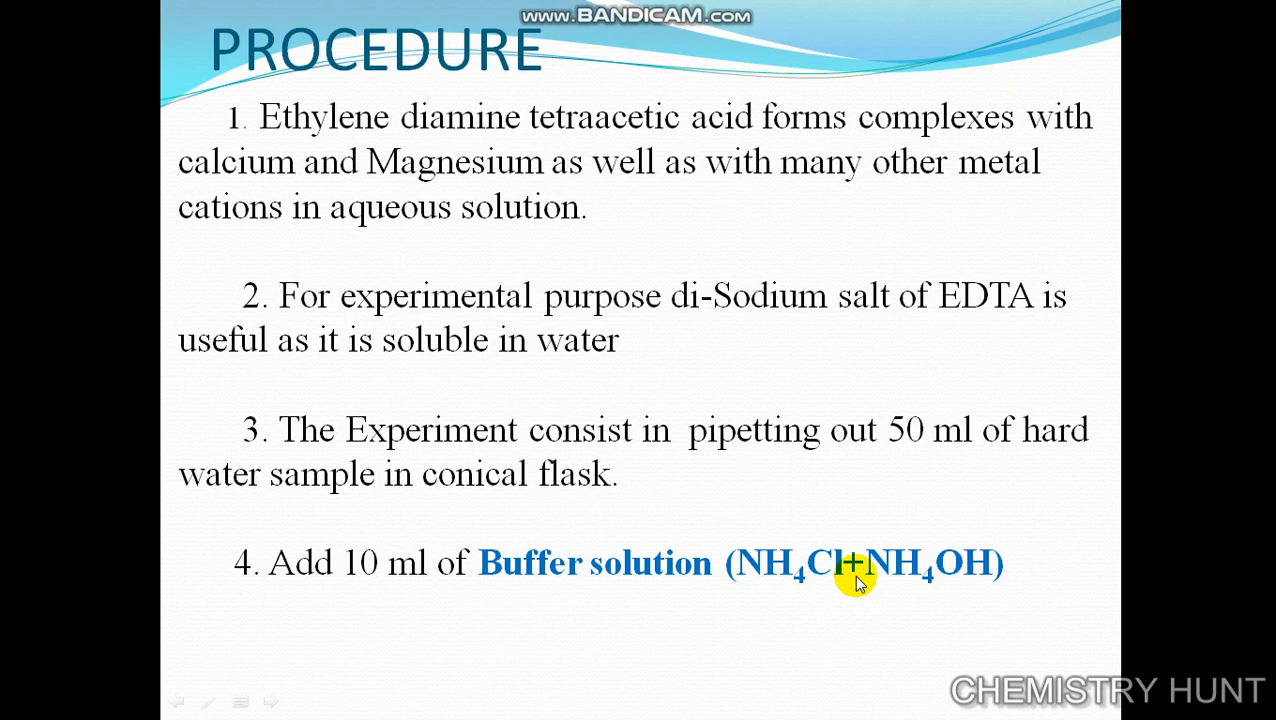 www.BANDICAM.com
PROCEDURE
1. Ethylene diamine tetraacetic acid forms complexes with
calcium and Magnesium as well as with many other metal
cations in aqueous solution.
2. For experimental purpose di-Sodium salt of EDTA is
useful as it is soluble in water
3. The Experiment consist in pipetting out 50 ml of hard
water sample in conical flask.
4. Add 10 ml of Buffer solution (NH₄Cl+NH₄OH)
CHEMISTRY HUNT